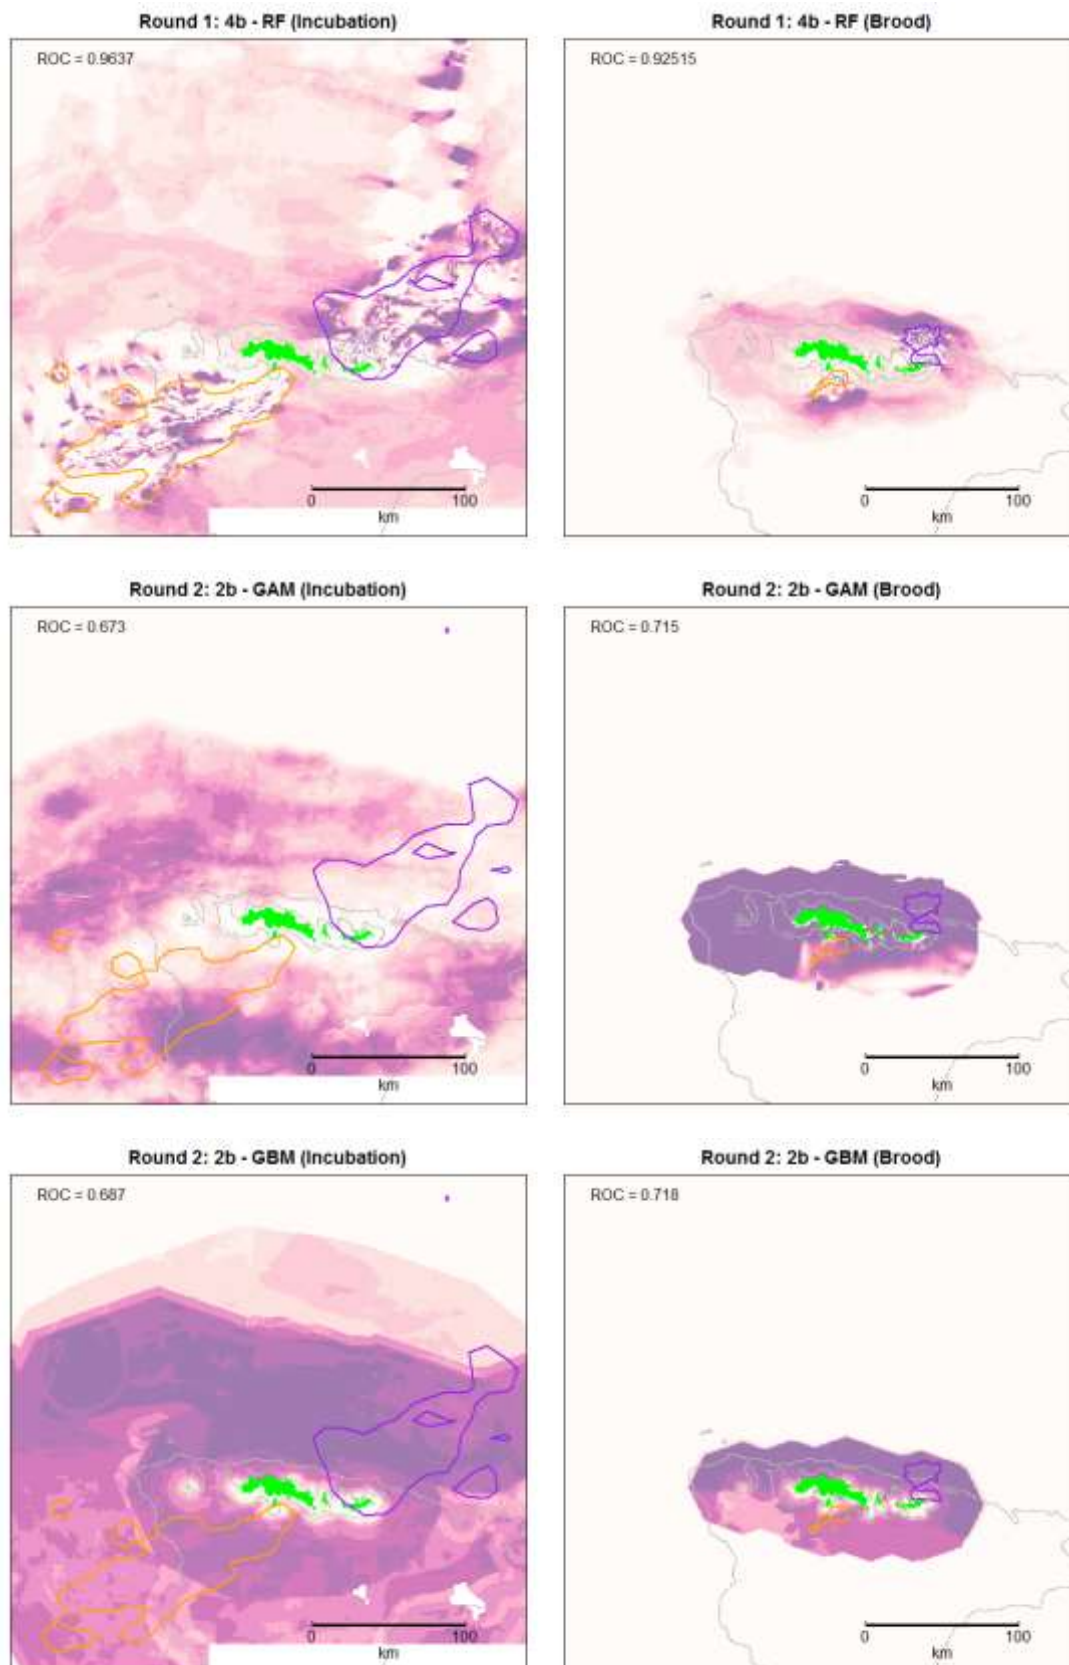 Round 1: 4b - RF (Incubation)
Round 1: 4b - RF (Brood)
ROC = 0.9637
ROC = 0.92515
0 100
km
0 100
km
Round 2: 2b - GAM (Incubation)
Round 2: 2b - GAM (Brood)
ROC = 0.673
ROC = 0.715
0 100
km
0 100
km
Round 2: 2b - GBM (Incubation)
Round 2: 2b - GBM (Brood)
ROC = 0.687
ROC = 0.718
0 100
km
0 100
km